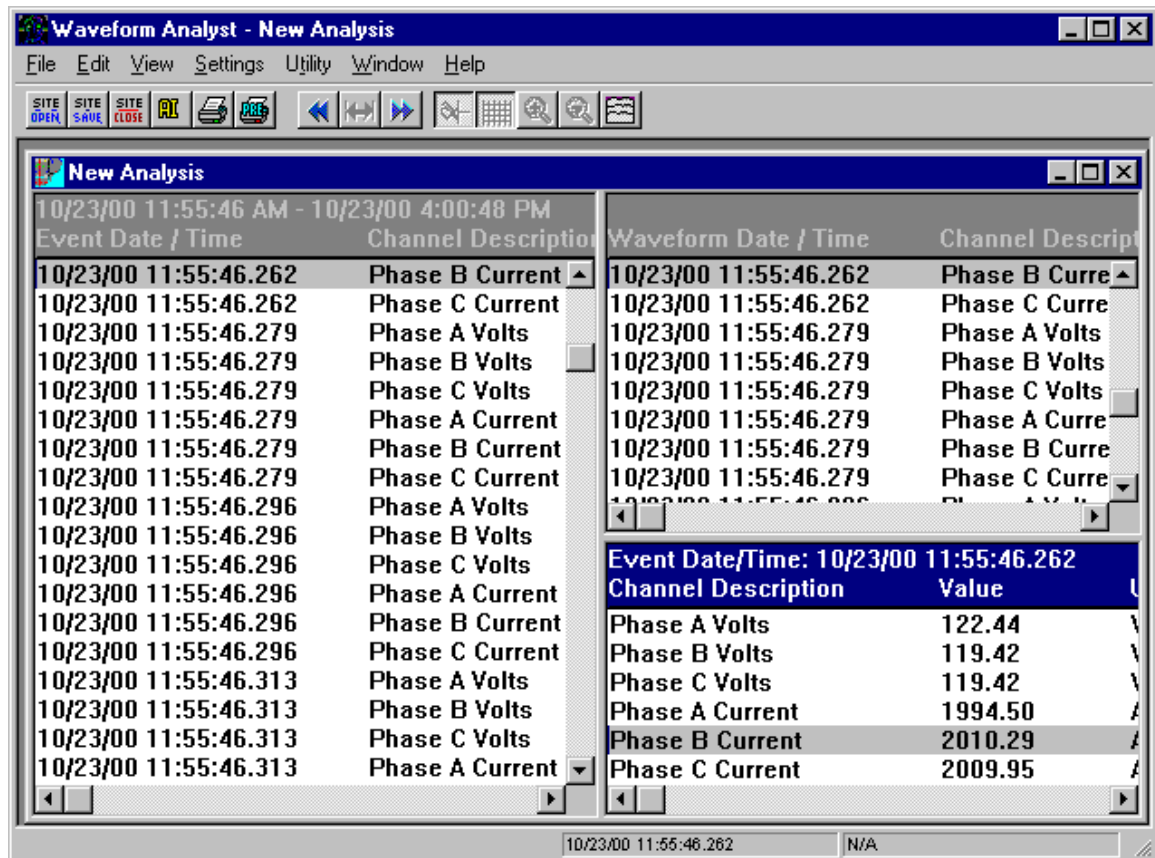 Waveform Analyst - New Analysis
File Edit View Settings Utility Window Help
SITE OPEN SITE SAVE SITE CLOSE AI PRE
New Analysis
10/23/00 11:55:46 AM - 10/23/00 4:00:48 PM
Event Date / Time Channel Description
10/23/00 11:55:46.262 Phase B Current
10/23/00 11:55:46.262 Phase C Current
10/23/00 11:55:46.279 Phase A Volts
10/23/00 11:55:46.279 Phase B Volts
10/23/00 11:55:46.279 Phase C Volts
10/23/00 11:55:46.279 Phase A Current
10/23/00 11:55:46.279 Phase B Current
10/23/00 11:55:46.279 Phase C Current
10/23/00 11:55:46.296 Phase A Volts
10/23/00 11:55:46.296 Phase B Volts
10/23/00 11:55:46.296 Phase C Volts
10/23/00 11:55:46.296 Phase A Current
10/23/00 11:55:46.296 Phase B Current
10/23/00 11:55:46.296 Phase C Current
10/23/00 11:55:46.313 Phase A Volts
10/23/00 11:55:46.313 Phase B Volts
10/23/00 11:55:46.313 Phase C Volts
10/23/00 11:55:46.313 Phase A Current
Waveform Date / Time Channel Descript
10/23/00 11:55:46.262 Phase B Curre
10/23/00 11:55:46.262 Phase C Curre
10/23/00 11:55:46.279 Phase A Volts
10/23/00 11:55:46.279 Phase B Volts
10/23/00 11:55:46.279 Phase C Volts
10/23/00 11:55:46.279 Phase A Curre
10/23/00 11:55:46.279 Phase B Curre
10/23/00 11:55:46.279 Phase C Curre
Event Date/Time: 10/23/00 11:55:46.262
Channel Description Value
Phase A Volts 122.44
Phase B Volts 119.42
Phase C Volts 119.42
Phase A Current 1994.50
Phase B Current 2010.29
Phase C Current 2009.95
10/23/00 11:55:46.262 N/A